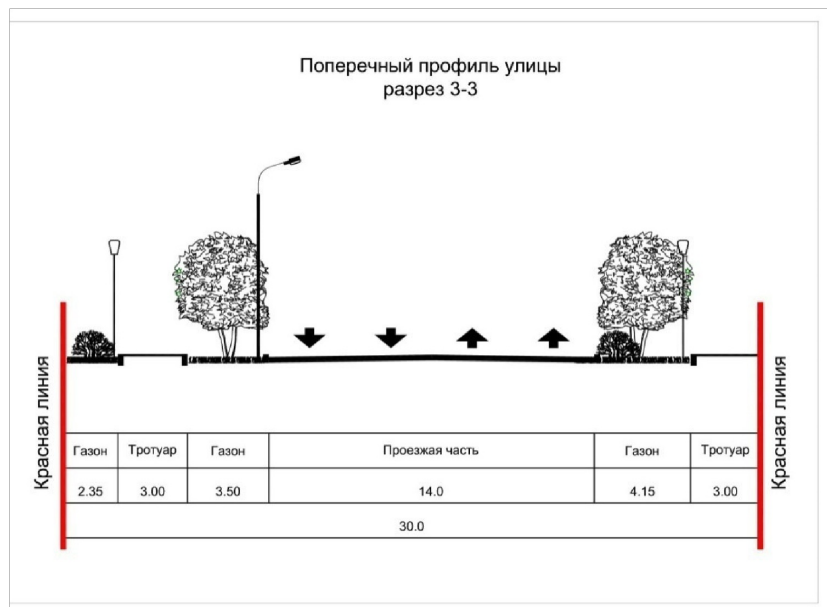 Поперечный профиль улицы
разрез 3-3
Красная линия
Красная линия
Газон Тротуар Газон Проезжая часть Газон Тротуар
2.35 3.00 3.50 14.0 4.15 3.00
30.0